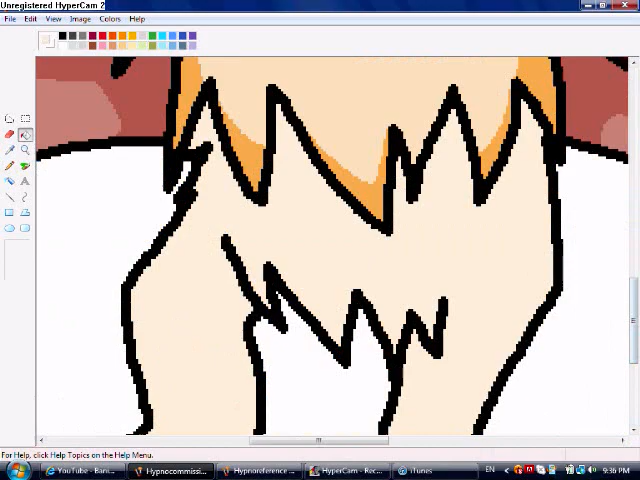 Unregistered HyperCam 2
File Edit View Image Colors Help
For Help, click Help Topics on the Help Menu.
YouTube - Bani... Hypnocommissi... Hypnoreference ... HyperCam - Rec... iTunes EN 9:36 PM